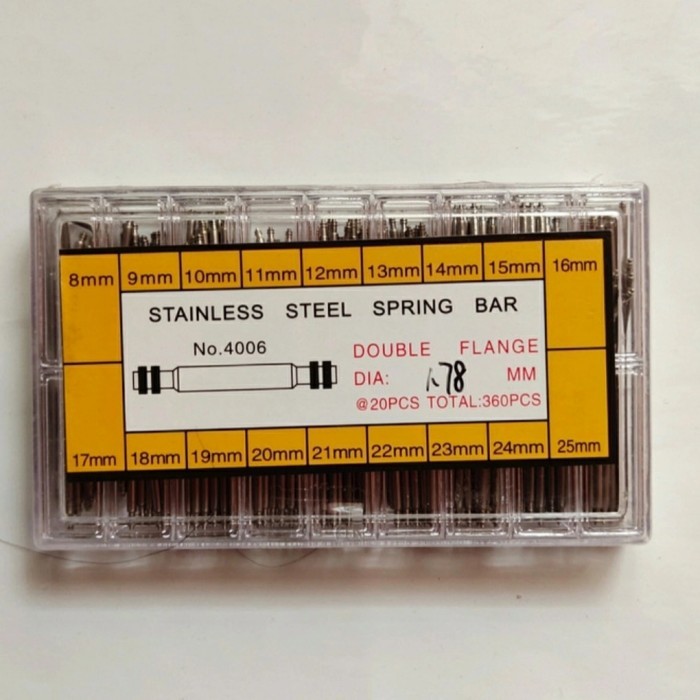 8mm 9mm 10mm 11mm 12mm 13mm 14mm 15mm 16mm
STAINLESS STEEL SPRING BAR
No.4006
DOUBLE FLANGE
DIA: 1.78 MM
@20PCS TOTAL:360PCS
17mm 18mm 19mm 20mm 21mm 22mm 23mm 24mm 25mm